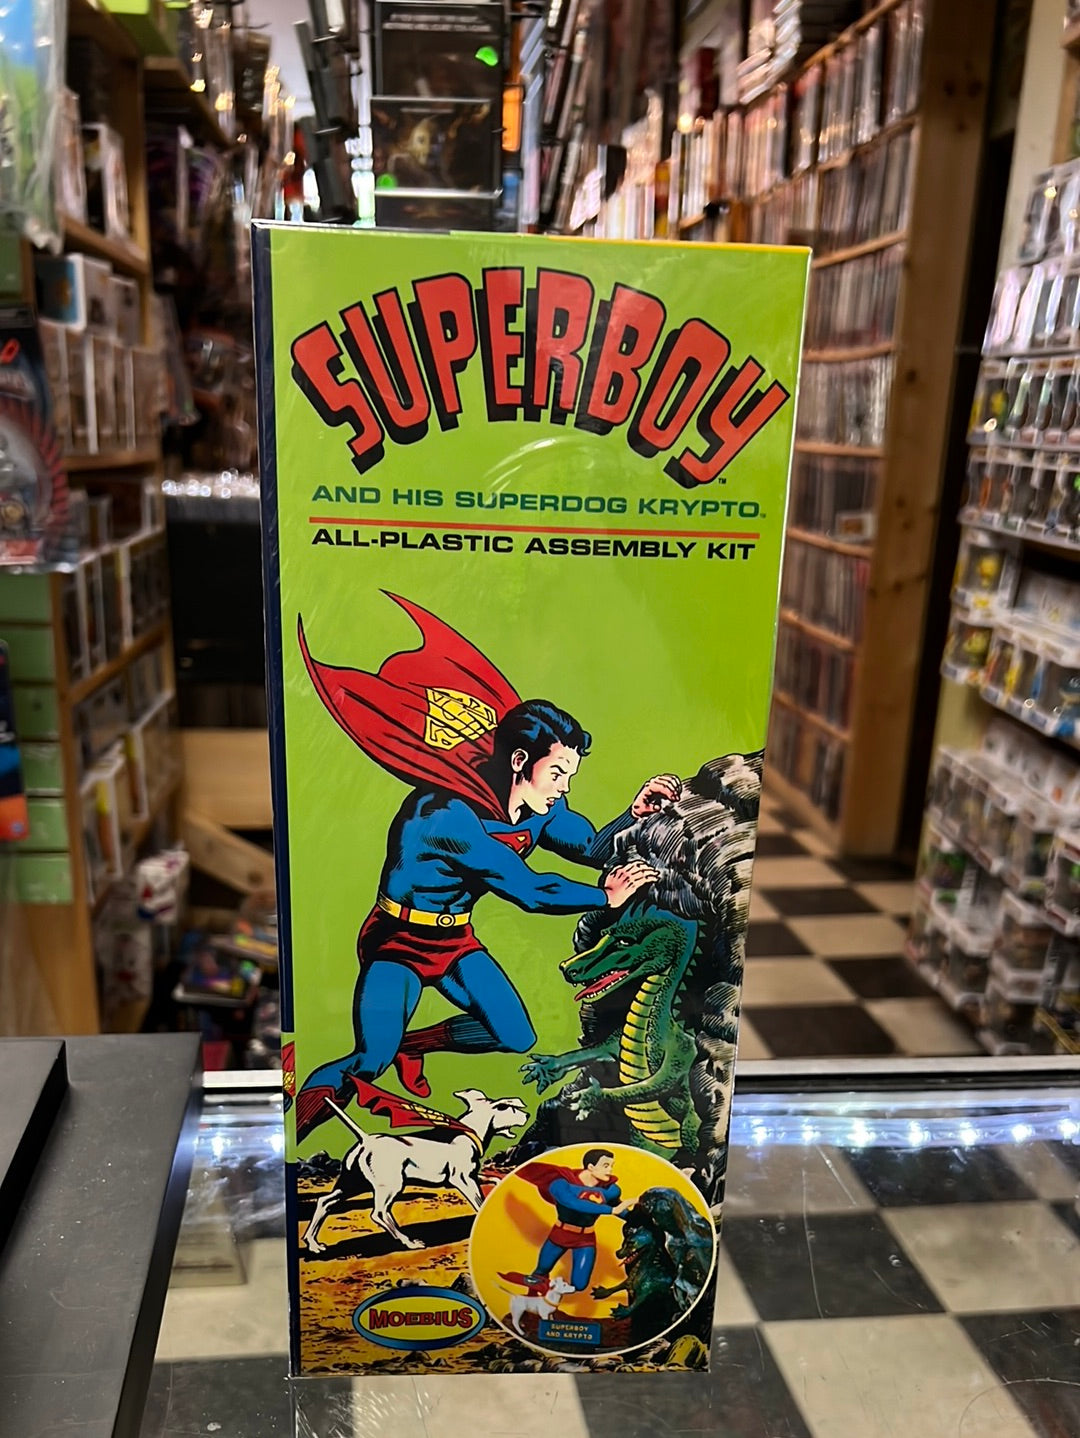 SUPERBOY™
AND HIS SUPERDOG KRYPTO™
ALL-PLASTIC ASSEMBLY KIT
MOEBIUS
SUPERBOY
AND KRYPTO